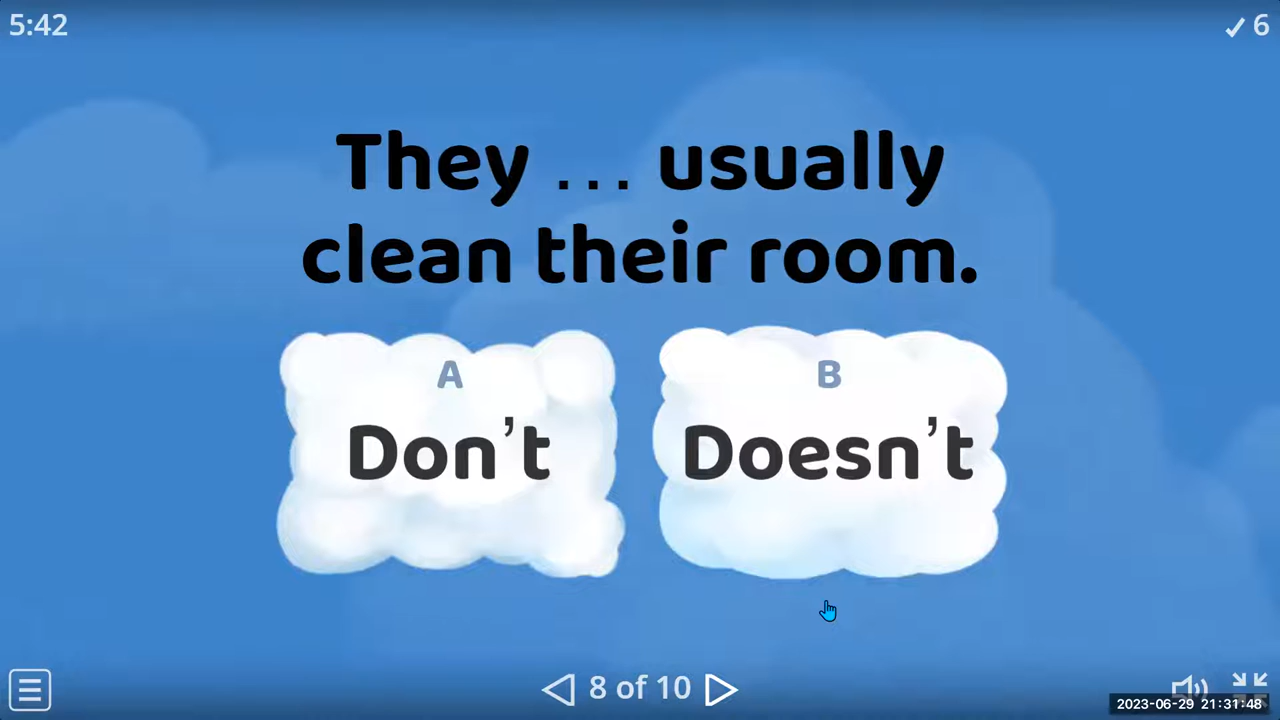 5:42
✓ 6
They ... usually
clean their room.
A
Don't
B
Doesn't
8 of 10
2023-06-29 21:31:48